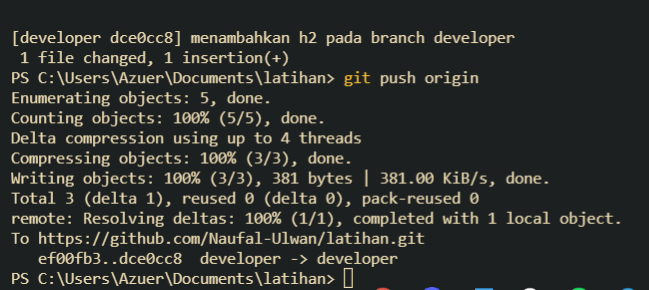 [developer dce0cc8] menambahkan h2 pada branch developer
1 file changed, 1 insertion(+)
PS C:\Users\Azuer\Documents\latihan> git push origin
Enumerating objects: 5, done.
Counting objects: 100% (5/5), done.
Delta compression using up to 4 threads
Compressing objects: 100% (3/3), done.
Writing objects: 100% (3/3), 381 bytes | 381.00 KiB/s, done.
Total 3 (delta 1), reused 0 (delta 0), pack-reused 0
remote: Resolving deltas: 100% (1/1), completed with 1 local object.
To https://github.com/Naufal-Ulwan/latihan.git
ef00fb3..dce0cc8 developer -> developer
PS C:\Users\Azuer\Documents\latihan>